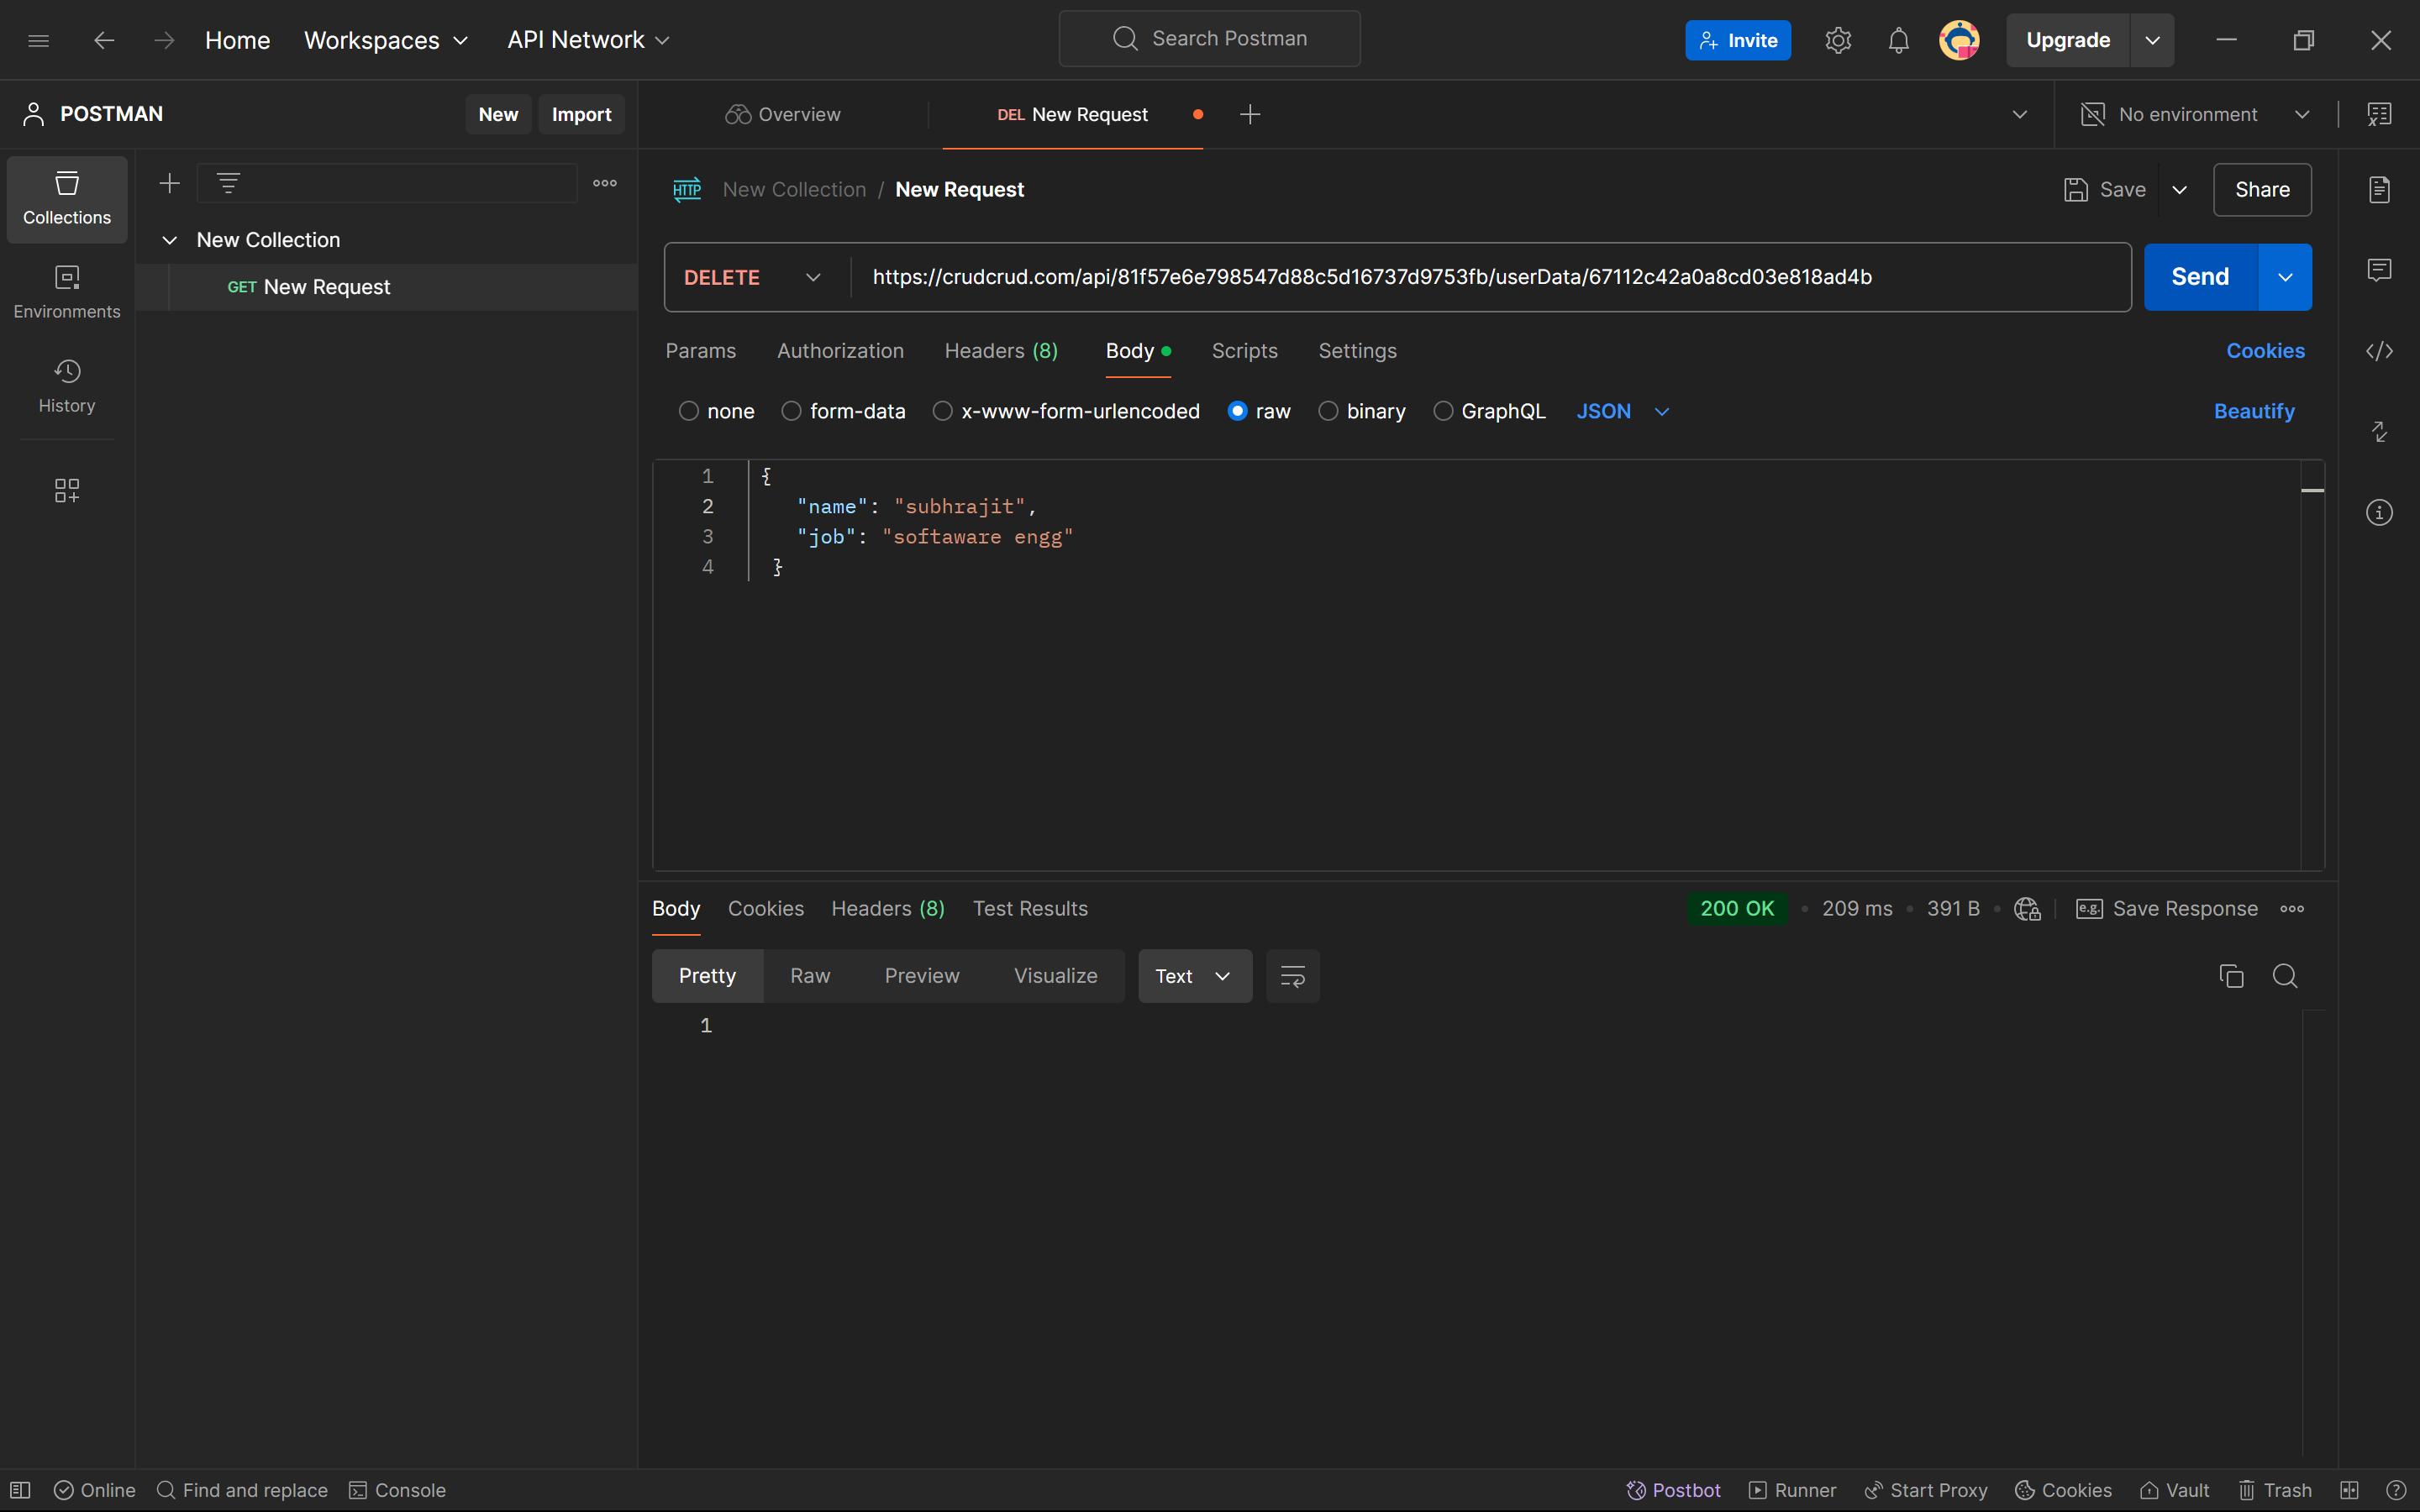 Home Workspaces API Network Search Postman Invite Upgrade
POSTMAN New Import Overview DEL New Request No environment
Collections
Environments
History
New Collection
GET New Request
HTTP New Collection / New Request Save Share
DELETE https://crudcrud.com/api/81f57e6e798547d88c5d16737d9753fb/userData/67112c42a0a8cd03e818ad4b Send
Params Authorization Headers (8) Body Scripts Settings Cookies
none form-data x-www-form-urlencoded raw binary GraphQL JSON Beautify
1 {
2 "name": "subhrajit",
3 "job": "softaware engg"
4 }
Body Cookies Headers (8) Test Results 200 OK 209 ms 391 B e.g. Save Response
Pretty Raw Preview Visualize Text
1
Online Find and replace Console Postbot Runner Start Proxy Cookies Vault Trash